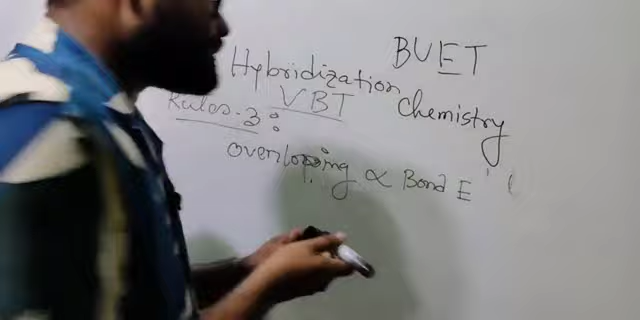 BUET
Hybridization Chemistry
VBT
Rules-3:
overlapping ∝ Bond E